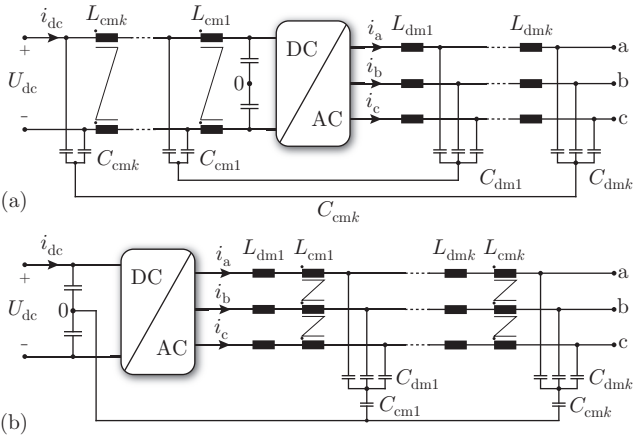 i_dc L_cmk L_cm1 DC i_a L_dm1 L_dmk a
+
U_dc 0 i_b b
− AC i_c c
C_cmk C_cm1 C_dm1 C_dmk
(a) C_cmk
i_dc DC i_a L_dm1 L_cm1 L_dmk L_cmk a
+
U_dc 0 i_b b
− AC i_c c
C_dm1 C_dmk
(b) C_cm1 C_cmk